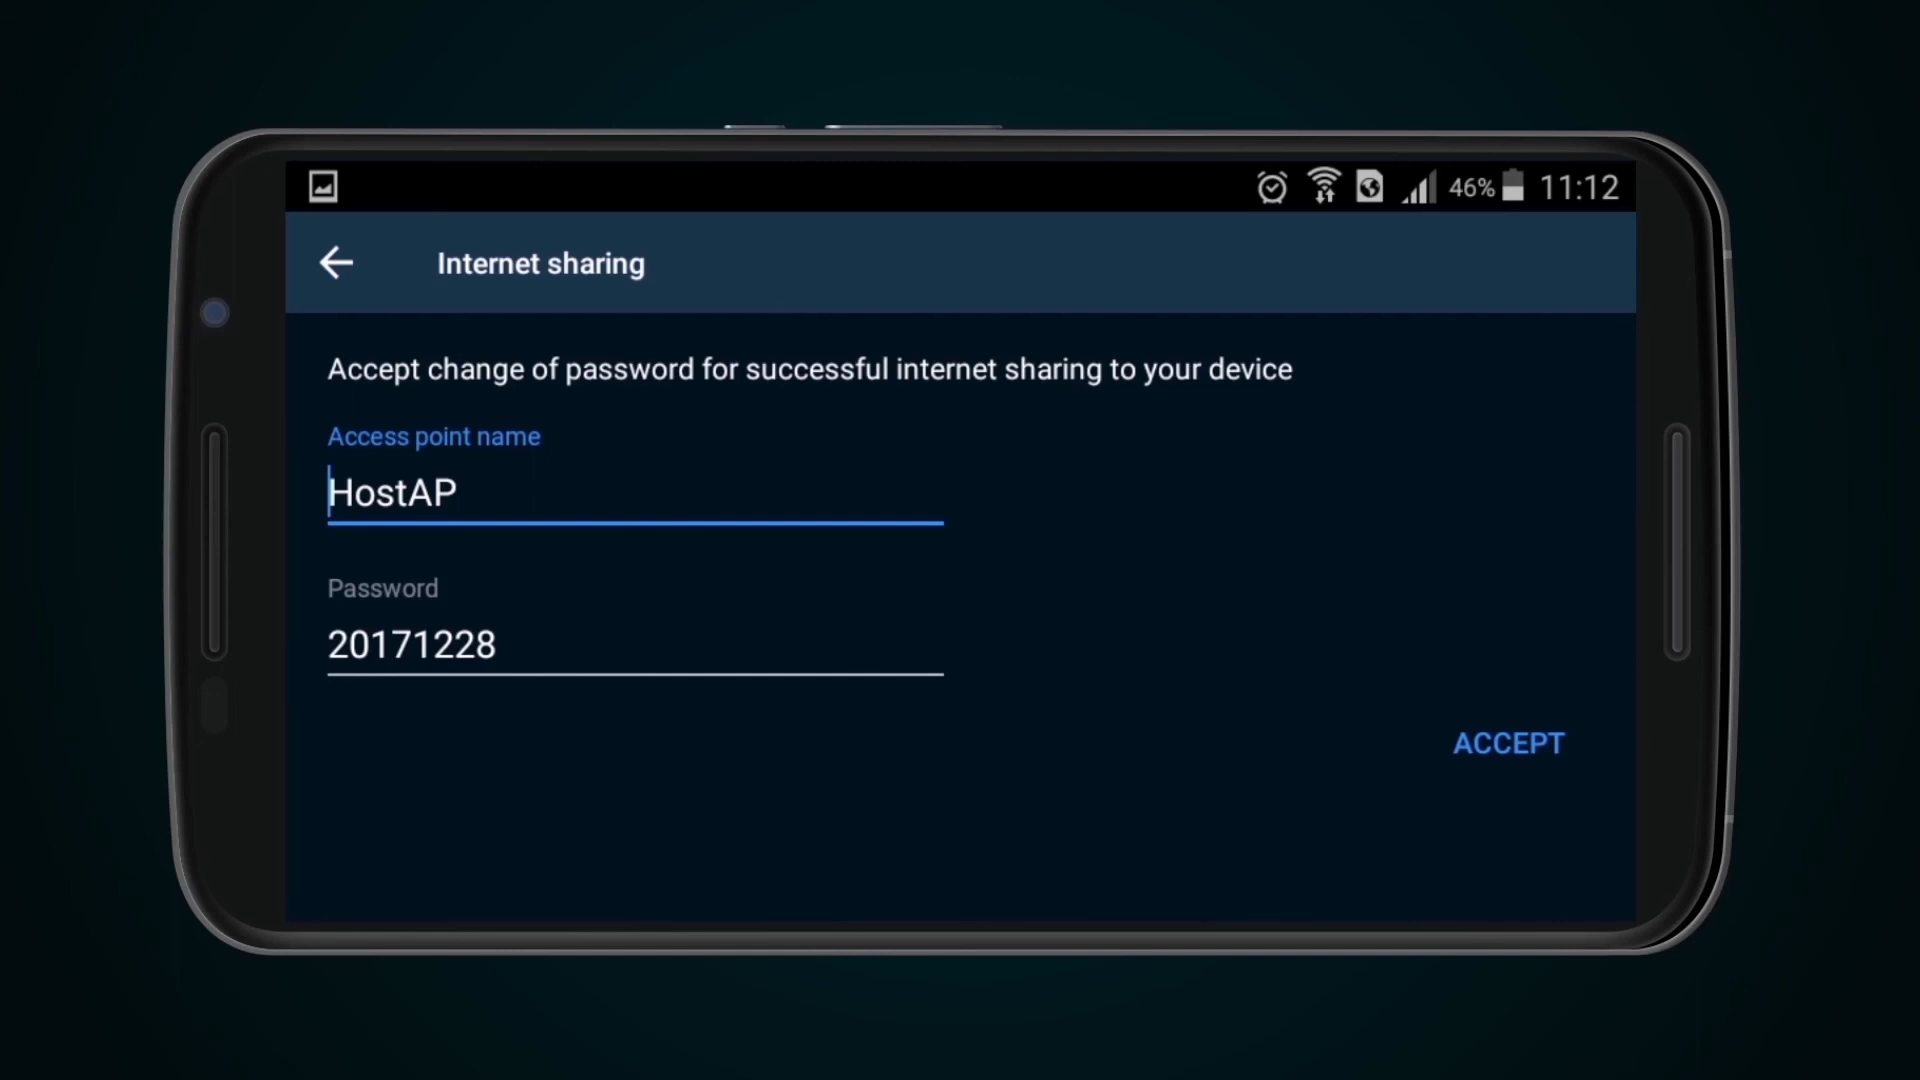 46% 11:12
Internet sharing
Accept change of password for successful internet sharing to your device
Access point name
HostAP
Password
20171228
ACCEPT